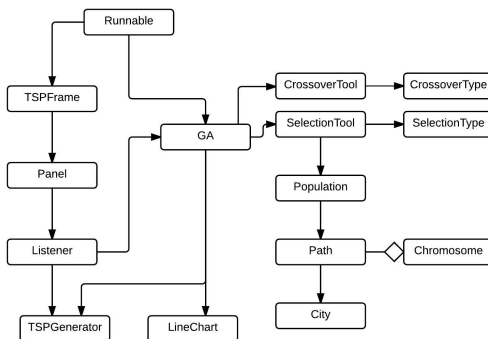 Runnable
TSPFrame
CrossoverTool
CrossoverType
GA
SelectionTool
SelectionType
Panel
Population
Listener
Path
Chromosome
TSPGenerator
LineChart
City